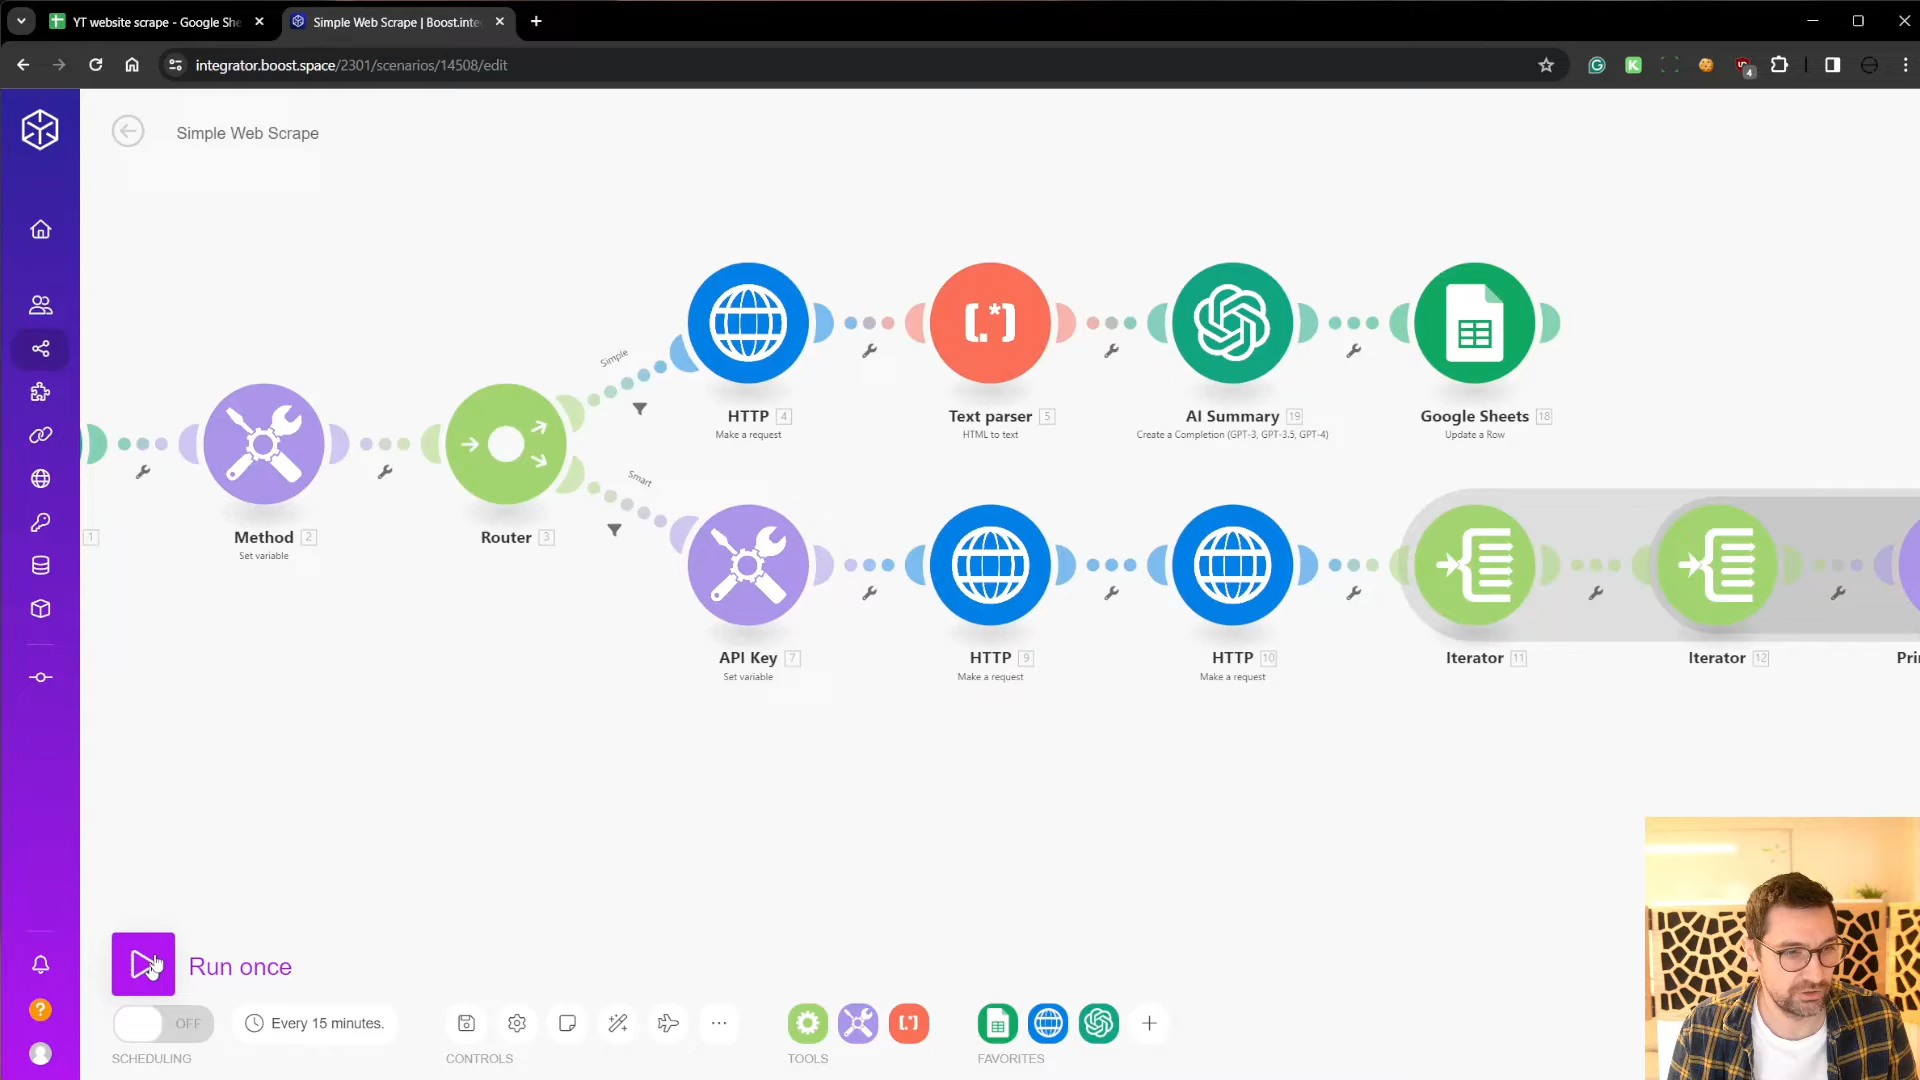 YT website scrape - Google She
Simple Web Scrape | Boost.inte
integrator.boost.space/2301/scenarios/14508/edit
4
Simple Web Scrape
Simple
HTTP 4
Make a request
Text parser 5
HTML to text
AI Summary 19
Create a Completion (GPT-3, GPT-3.5, GPT-4)
Google Sheets 18
Update a Row
1
Method 2
Set variable
Router 3
Smart
API Key 7
Set variable
HTTP 9
Make a request
HTTP 10
Make a request
Iterator 11
Iterator 12
Pri
Run once
OFF
Every 15 minutes.
SCHEDULING
CONTROLS
TOOLS
FAVORITES